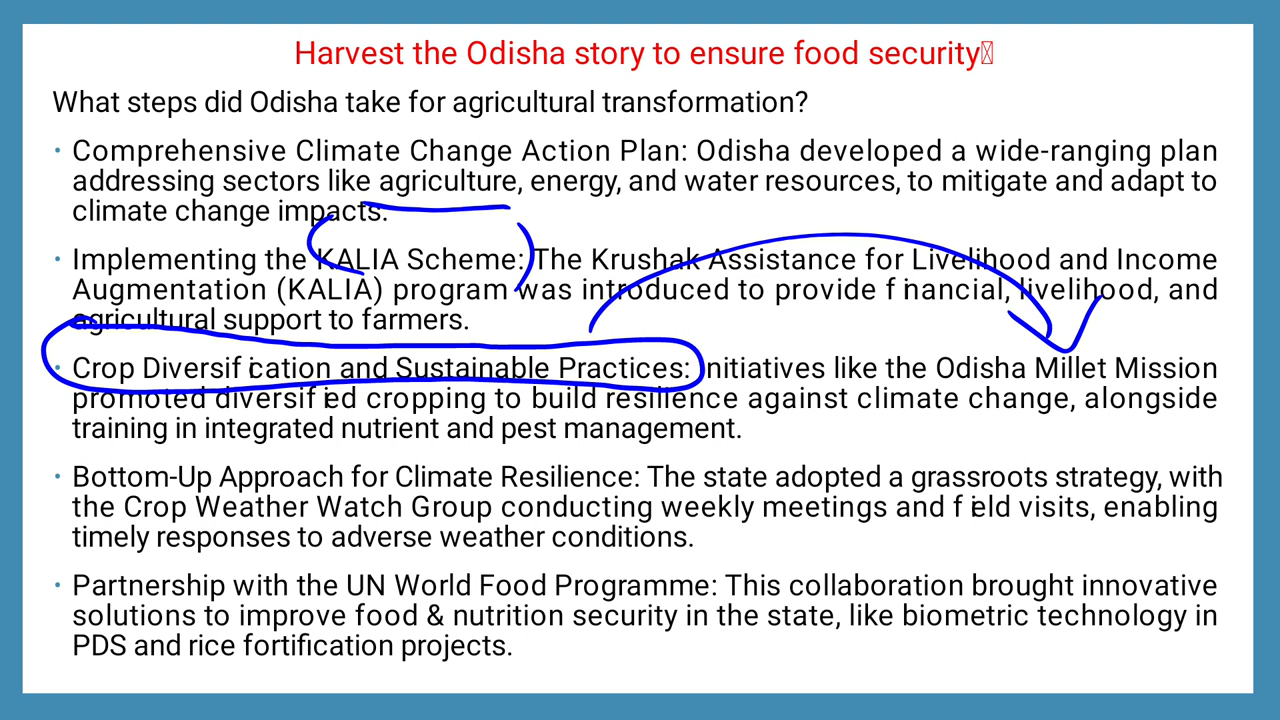 Harvest the Odisha story to ensure food security
What steps did Odisha take for agricultural transformation?
• Comprehensive Climate Change Action Plan: Odisha developed a wide-ranging plan
addressing sectors like agriculture, energy, and water resources, to mitigate and adapt to
climate change impacts.
• Implementing the KALIA Scheme: The Krushak Assistance for Livelihood and Income
Augmentation (KALIA) program was introduced to provide financial, livelihood, and
agricultural support to farmers.
• Crop Diversification and Sustainable Practices: Initiatives like the Odisha Millet Mission
promoted diversified cropping to build resilience against climate change, alongside
training in integrated nutrient and pest management.
• Bottom-Up Approach for Climate Resilience: The state adopted a grassroots strategy, with
the Crop Weather Watch Group conducting weekly meetings and field visits, enabling
timely responses to adverse weather conditions.
• Partnership with the UN World Food Programme: This collaboration brought innovative
solutions to improve food & nutrition security in the state, like biometric technology in
PDS and rice fortification projects.